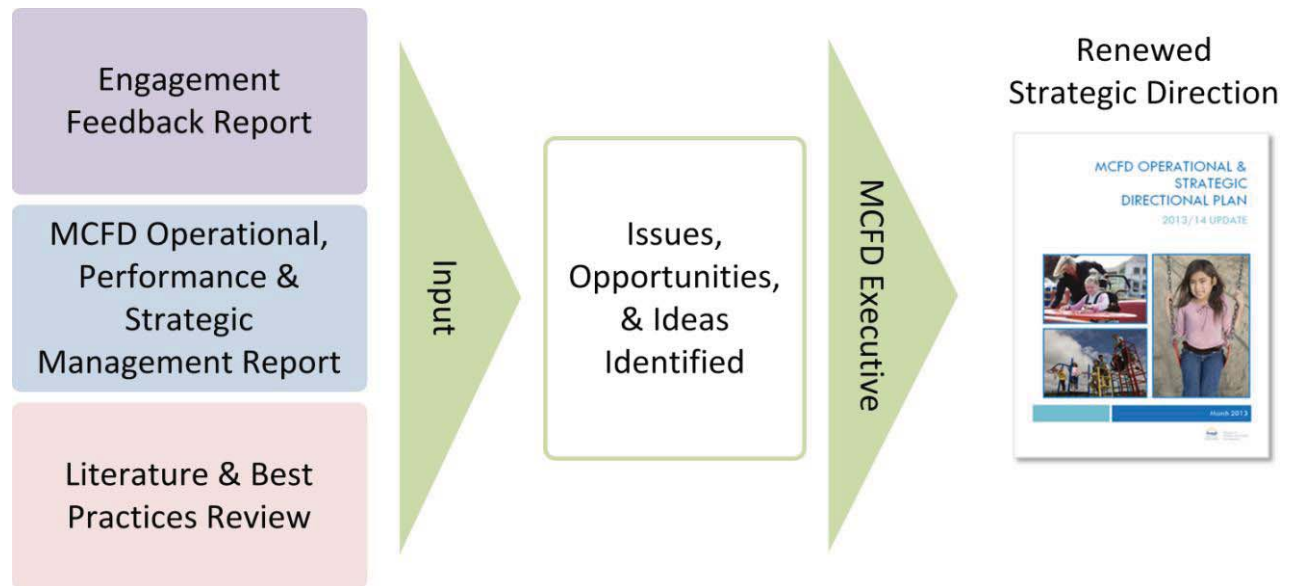 Engagement
Feedback Report
MCFD Operational,
Performance &
Strategic
Management Report
Literature & Best
Practices Review
Input
Issues,
Opportunities,
& Ideas
Identified
MCFD Executive
Renewed
Strategic Direction
MCFD OPERATIONAL &
STRATEGIC
DIRECTIONAL PLAN
2013/14 UPDATE
March 2013